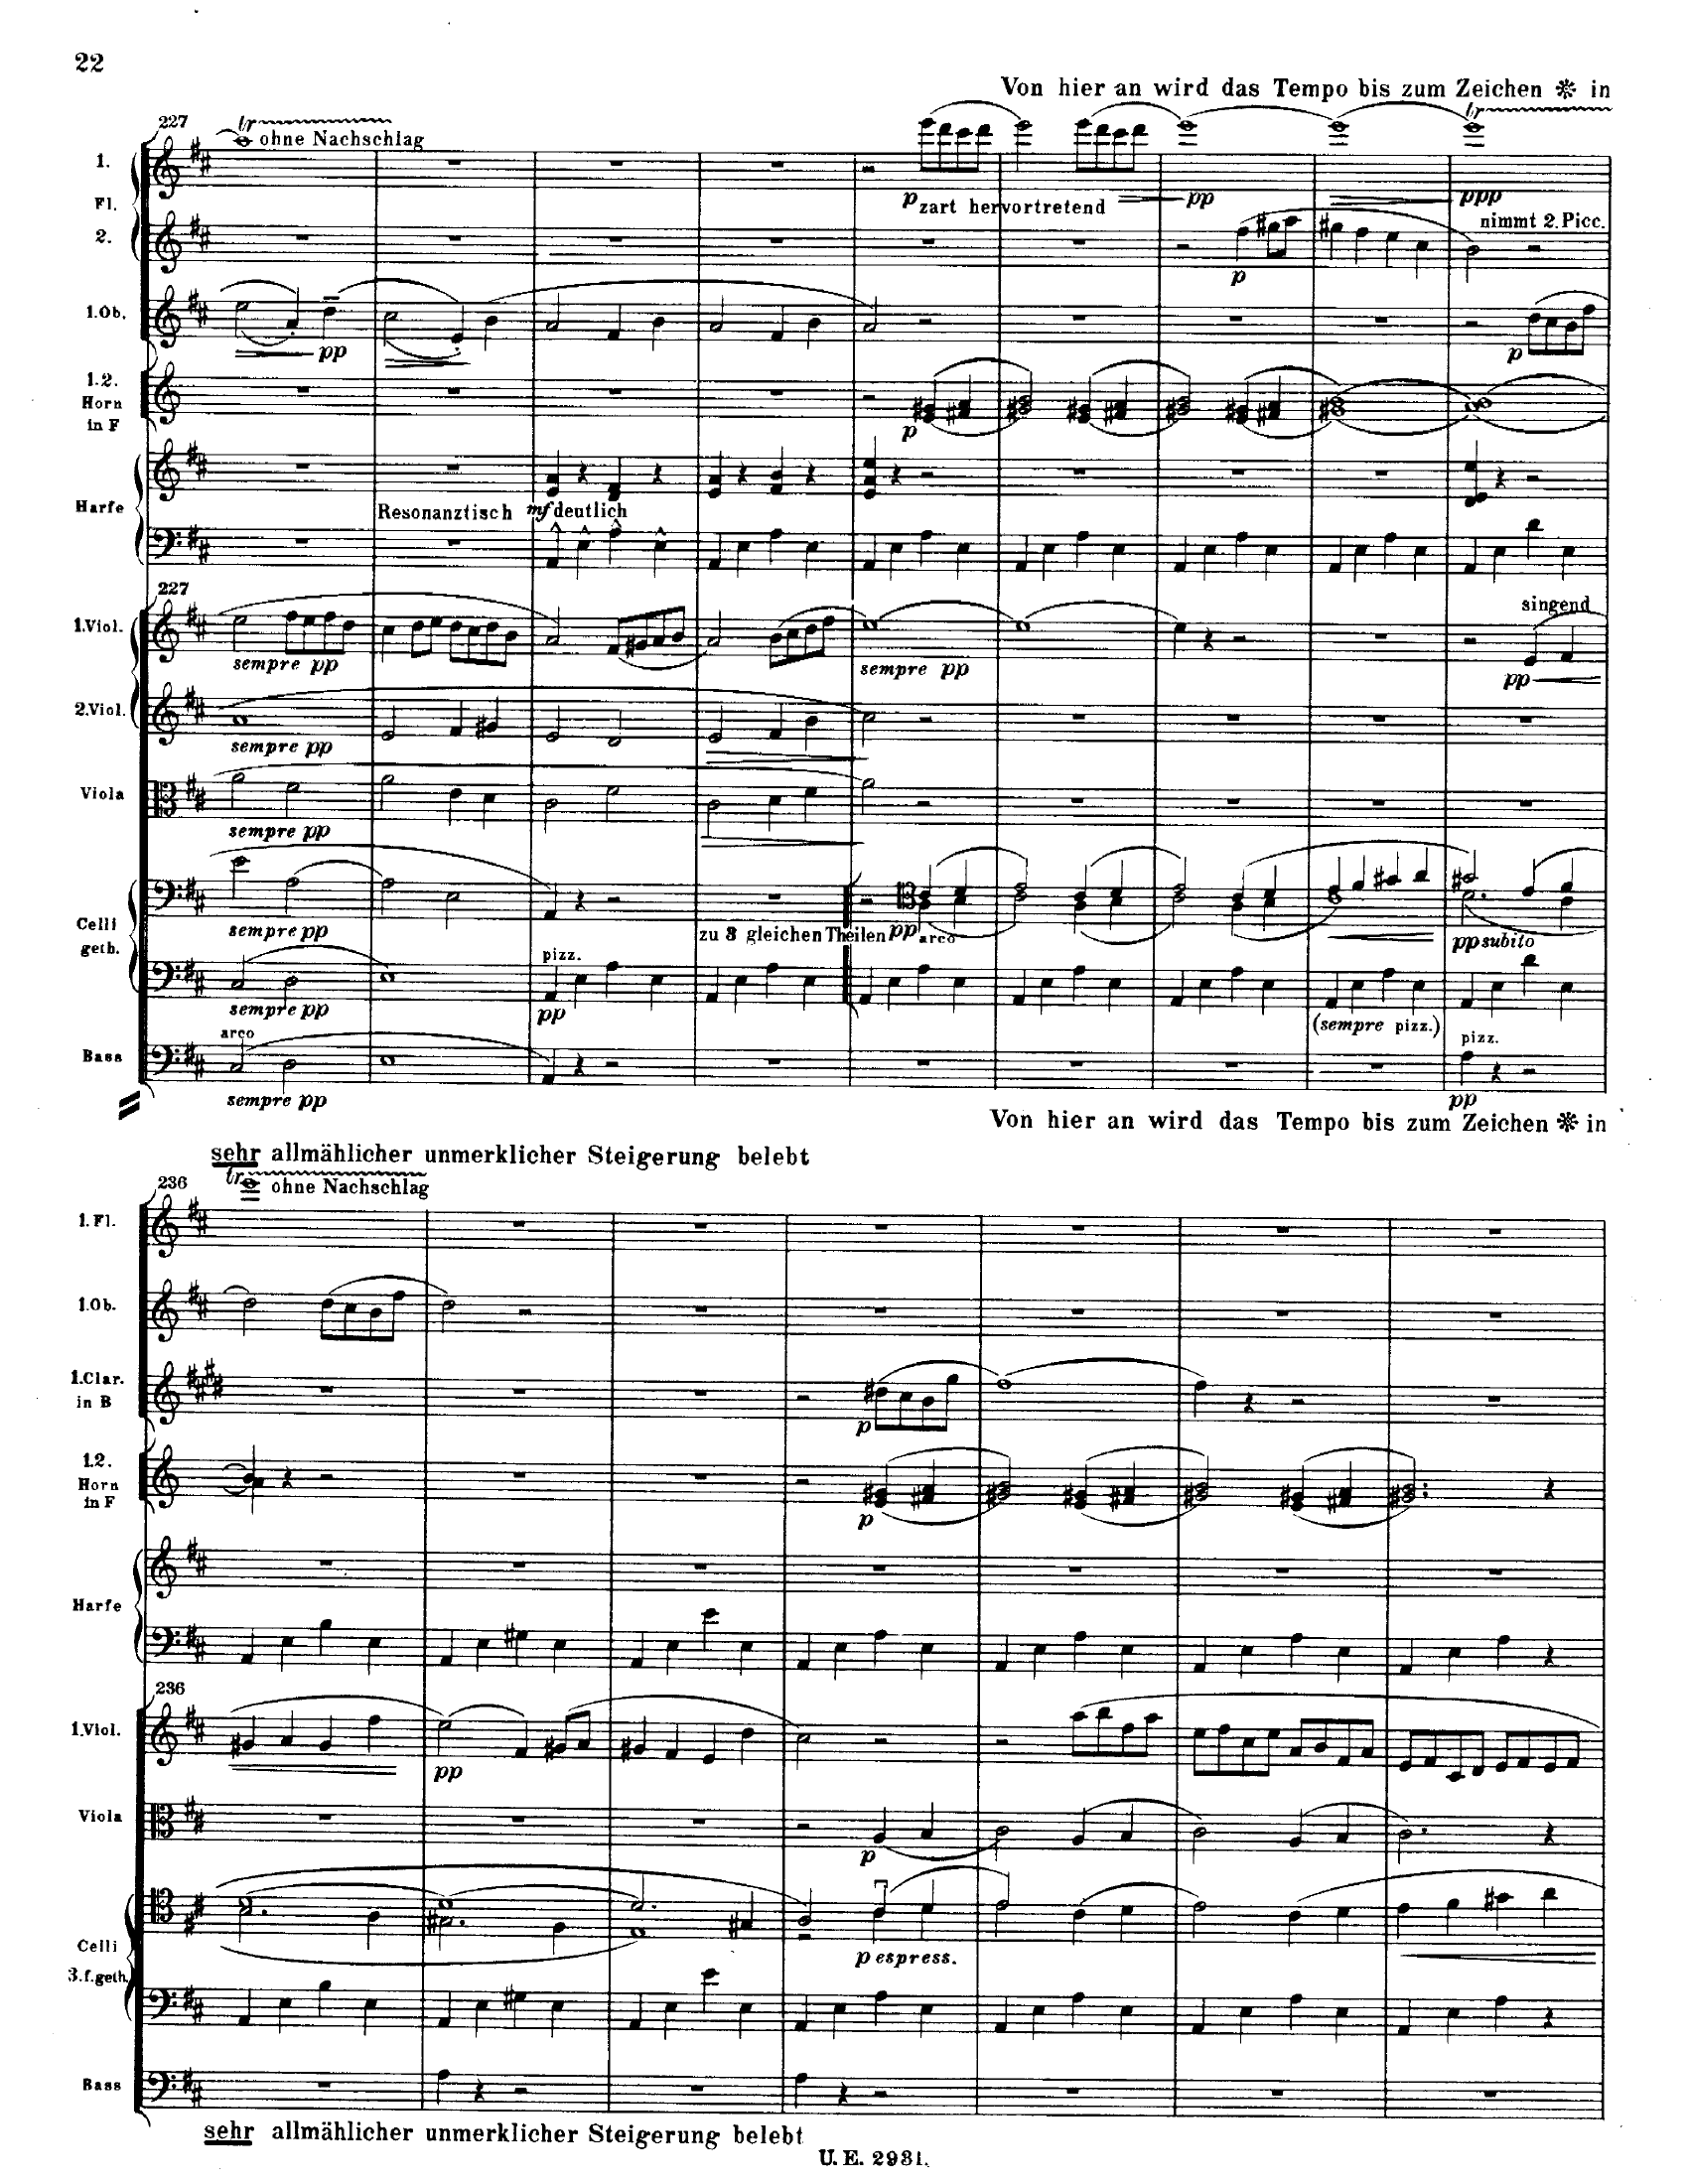 22
Von hier an wird das Tempo bis zum Zeichen ※ in
227
tr ohne Nachschlag
tr
1.
Fl.
p zart hervortretend
pp
ppp
2.
p
nimmt 2. Picc.
1.Ob.
pp
p
1.2.
Horn
in F
p
Harfe
Resonanztisch mf deutlich
227
1.Viol.
sempre pp
sempre pp
singend
pp
2.Viol.
sempre pp
Viola
sempre pp
Celli
geth.
sempre pp
zu 3 gleichen Theilen pp arco
pp subito
sempre pp
pizz.
pp
(sempre pizz.)
Bass
arco
sempre pp
pizz.
pp
Von hier an wird das Tempo bis zum Zeichen ※ in
sehr allmählicher unmerklicher Steigerung belebt
236
tr ohne Nachschlag
1. Fl.
1.Ob.
1.Clar.
in B
p
1.2.
Horn
in F
p
Harfe
236
1.Viol.
pp
Viola
p
Celli
3.f.geth.
p espress.
Bass
sehr allmählicher unmerklicher Steigerung belebt
U. E. 2931.